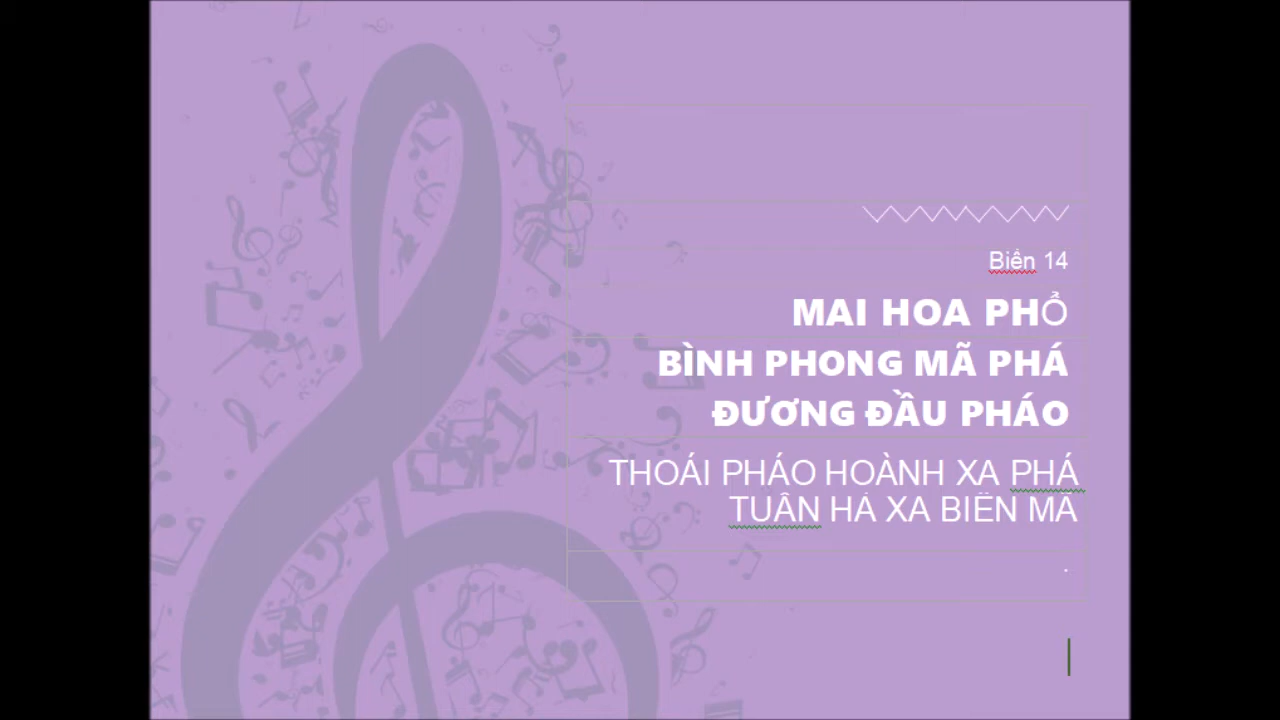 Biến 14
MAI HOA PHỔ
BÌNH PHONG MÃ PHÁ
ĐƯƠNG ĐẦU PHÁO
THOÁI PHÁO HOÀNH XA PHÁ
TUẦN HÀ XA BIÊN MÃ
.